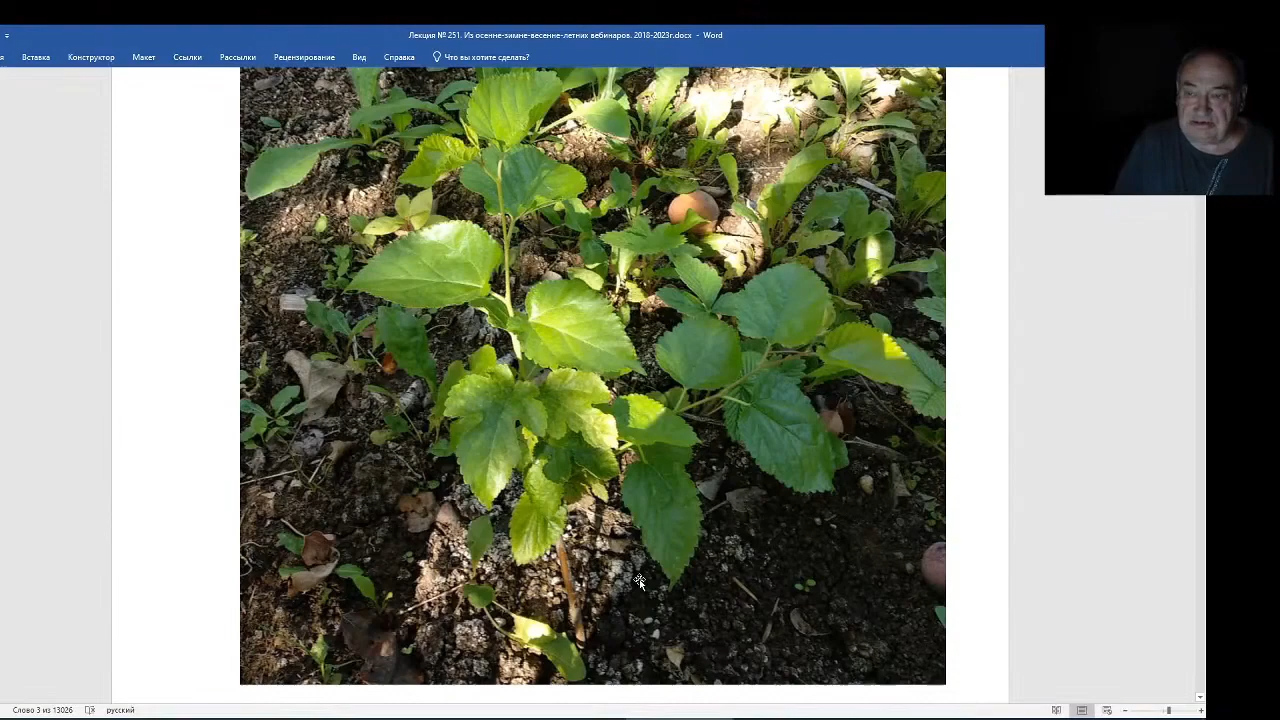 Лекция № 251. Из осенне-зимне-весенне-летних вебинаров. 2018-2023г.docx - Word
Вставка Конструктор Макет Ссылки Рассылки Рецензирование Вид Справка Что вы хотите сделать?
Слово 3 из 13026 русский